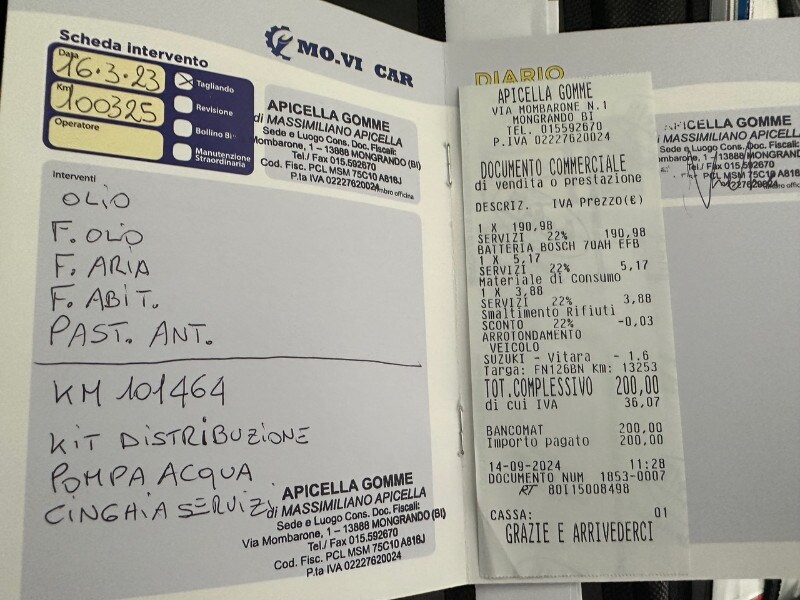 Scheda intervento
MO.VI CAR
Data
16.3.23
Km
100325
Operatore
Tagliando
Revisione
Bollino
Manutenzione
Straordinaria
APICELLA GOMME
di MASSIMILIANO APICELLA
Sede e Luogo Cons. Doc. Fiscali:
Via Mombarone, 1 – 13888 MONGRANDO (BI)
Tel./ Fax 015.592670
Cod. Fisc. PCL MSM 75C10 A818J
P.ta IVA 02227620024
Interventi
OLIO
F. OLIO
F. ARIA
F. ABIT.
PAST. ANT.
KM 101464
KIT DISTRIBUZIONE
POMPA ACQUA
CINGHIA SERVIZI
APICELLA GOMME
di MASSIMILIANO APICELLA
Sede e Luogo Cons. Doc. Fiscali:
Via Mombarone, 1 – 13888 MONGRANDO (BI)
Tel./ Fax 015.592670
Cod. Fisc. PCL MSM 75C10 A818J
P.ta IVA 02227620024
DIARIO
APICELLA GOMME
VIA MOMBARONE N.1
MONGRANDO BI
TEL. 015592670
P.IVA 02227620024
DOCUMENTO COMMERCIALE
di vendita o prestazione
DESCRIZ. IVA Prezzo(€)
1 X 190,98
SERVIZI 22% 190,98
BATTERIA BOSCH 70AH EFB
1 X 5,17
SERVIZI 22% 5,17
Materiale di Consumo
1 X 3,88
SERVIZI 22% 3,88
Smaltimento Rifiuti
SCONTO 22% -0,03
ARROTONDAMENTO
VEICOLO
SUZUKI - Vitara - 1.6
Targa: FN126BN Km: 13253
TOT.COMPLESSIVO 200,00
di cui IVA 36,07
BANCOMAT 200,00
Importo pagato 200,00
14-09-2024 11:28
DOCUMENTO NUM 1853-0007
RT 80I15008498
CASSA: 01
GRAZIE E ARRIVEDERCI
APICELLA GOMME
MASSIMILIANO APICELLA